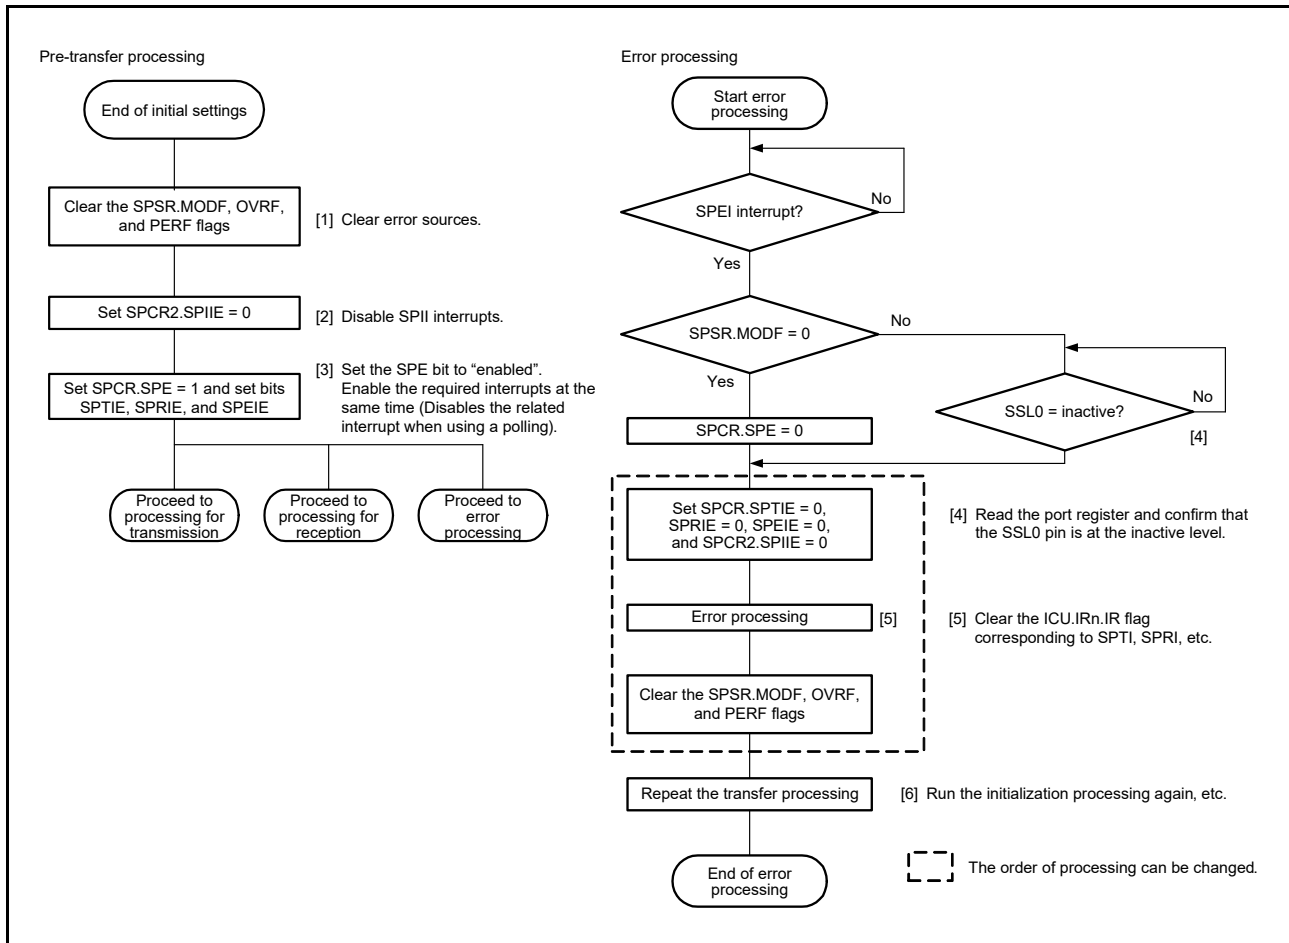 Pre-transfer processing
End of initial settings
Clear the SPSR.MODF, OVRF,
and PERF flags
[1] Clear error sources.
Set SPCR2.SPIIE = 0
[2] Disable SPII interrupts.
Set SPCR.SPE = 1 and set bits
SPTIE, SPRIE, and SPEIE
[3] Set the SPE bit to “enabled”.
Enable the required interrupts at the
same time (Disables the related
interrupt when using a polling).
Proceed to
processing for
transmission
Proceed to
processing for
reception
Proceed to
error
processing
Error processing
Start error
processing
SPEI interrupt?
No
Yes
SPSR.MODF = 0
No
Yes
SSL0 = inactive?
No
[4]
SPCR.SPE = 0
Set SPCR.SPTIE = 0,
SPRIE = 0, SPEIE = 0,
and SPCR2.SPIIE = 0
[4] Read the port register and confirm that
the SSL0 pin is at the inactive level.
Error processing
[5]
[5] Clear the ICU.IRn.IR flag
corresponding to SPTI, SPRI, etc.
Clear the SPSR.MODF, OVRF,
and PERF flags
Repeat the transfer processing
[6] Run the initialization processing again, etc.
End of error
processing
The order of processing can be changed.